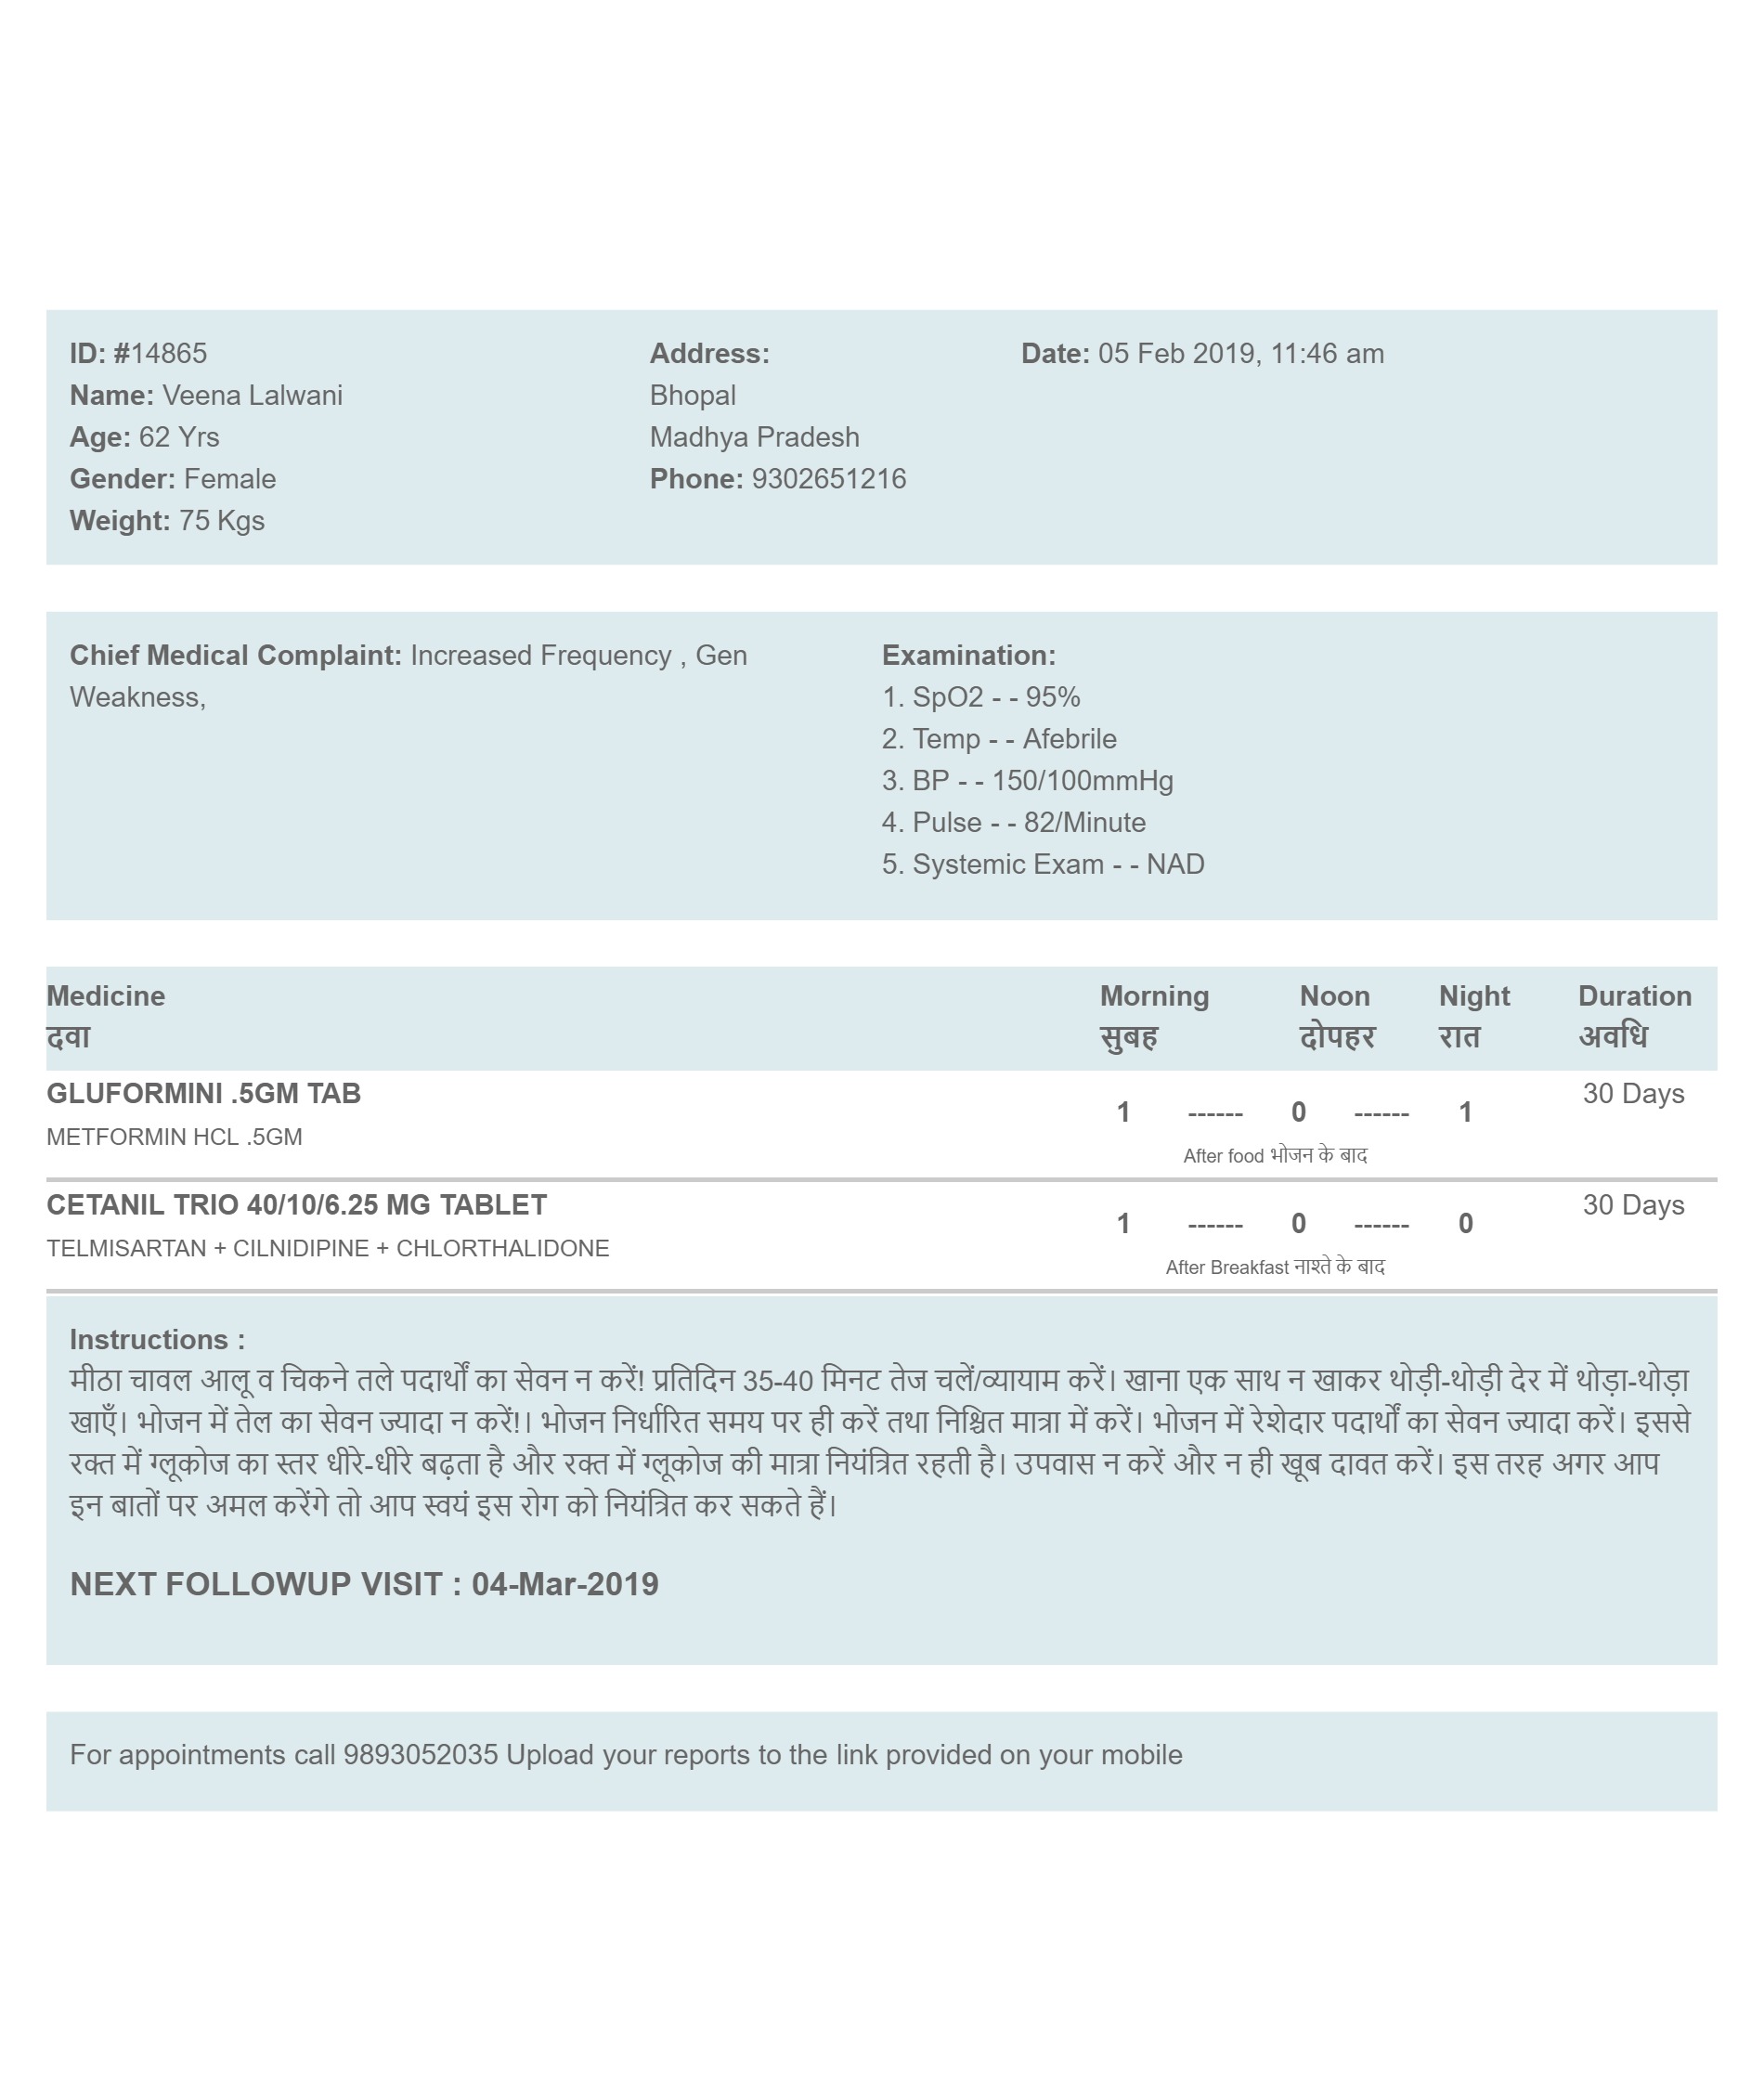 ID: #14865
Name: Veena Lalwani
Age: 62 Yrs
Gender: Female
Weight: 75 Kgs
Address:
Bhopal
Madhya Pradesh
Phone: 9302651216
Date: 05 Feb 2019, 11:46 am
Chief Medical Complaint: Increased Frequency , Gen
Weakness,
Examination:
1. SpO2 - - 95%
2. Temp - - Afebrile
3. BP - - 150/100mmHg
4. Pulse - - 82/Minute
5. Systemic Exam - - NAD
Medicine Morning Noon Night Duration
दवा सुबह दोपहर रात अवधि
GLUFORMINI .5GM TAB 1 ------ 0 ------ 1 30 Days
METFORMIN HCL .5GM After food भोजन के बाद
CETANIL TRIO 40/10/6.25 MG TABLET 1 ------ 0 ------ 0 30 Days
TELMISARTAN + CILNIDIPINE + CHLORTHALIDONE After Breakfast नाश्ते के बाद
Instructions :
मीठा चावल आलू व चिकने तले पदार्थों का सेवन न करें! प्रतिदिन 35-40 मिनट तेज चलें/व्यायाम करें। खाना एक साथ न खाकर थोड़ी-थोड़ी देर में थोड़ा-थोड़ा
खाएँ। भोजन में तेल का सेवन ज्यादा न करें!। भोजन निर्धारित समय पर ही करें तथा निश्चित मात्रा में करें। भोजन में रेशेदार पदार्थों का सेवन ज्यादा करें। इससे
रक्त में ग्लूकोज का स्तर धीरे-धीरे बढ़ता है और रक्त में ग्लूकोज की मात्रा नियंत्रित रहती है। उपवास न करें और न ही खूब दावत करें। इस तरह अगर आप
इन बातों पर अमल करेंगे तो आप स्वयं इस रोग को नियंत्रित कर सकते हैं।
NEXT FOLLOWUP VISIT : 04-Mar-2019
For appointments call 9893052035 Upload your reports to the link provided on your mobile